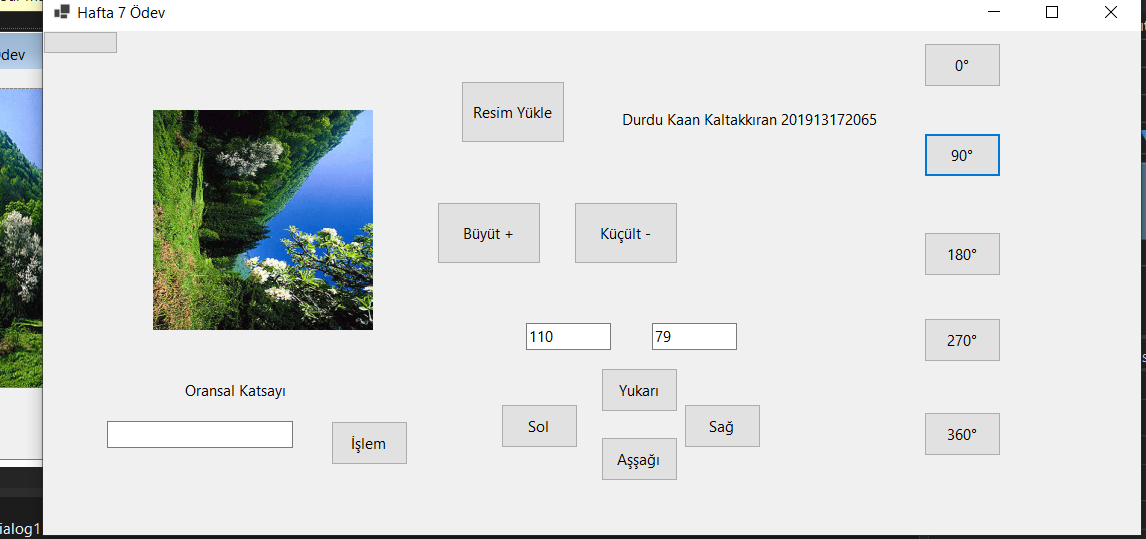 Hafta 7 Ödev
ödev
0°
Resim Yükle
Durdu Kaan Kaltakkıran 201913172065
90°
Büyüt +
Küçült -
180°
110
79
270°
Oransal Katsayı
Yukarı
Sol
Sağ
İşlem
Aşşağı
360°
ialog1